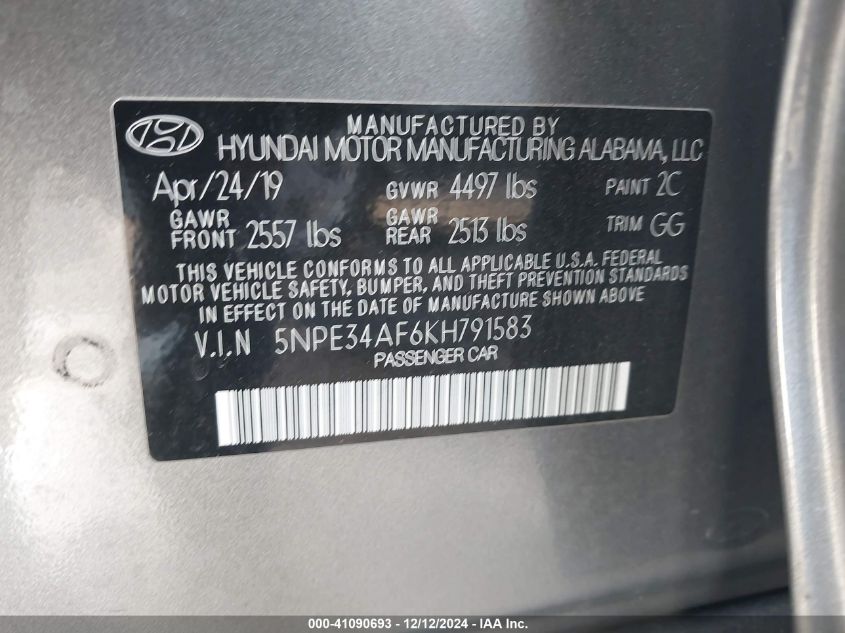 MANUFACTURED BY
HYUNDAI MOTOR MANUFACTURING ALABAMA, LLC
Apr/24/19 GVWR 4497 lbs PAINT 2C
GAWR FRONT 2557 lbs GAWR REAR 2513 lbs TRIM GG
THIS VEHICLE CONFORMS TO ALL APPLICABLE U.S.A. FEDERAL
MOTOR VEHICLE SAFETY, BUMPER, AND THEFT PREVENTION STANDARDS
IN EFFECT ON THE DATE OF MANUFACTURE SHOWN ABOVE
V.I.N 5NPE34AF6KH791583
PASSENGER CAR
000-41090693 - 12/12/2024 - IAA, Inc.